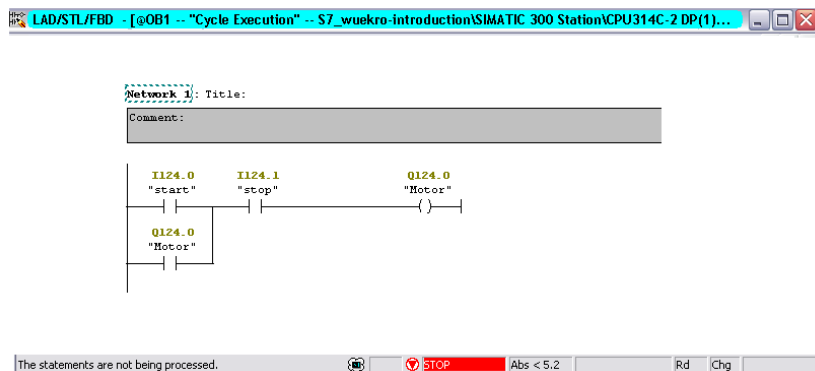 LAD/STL/FBD - [@OB1 -- "Cycle Execution" -- S7_wuekro-introduction\SIMATIC 300 Station\CPU314C-2 DP(1)...
Network 1: Title:
Comment:
I124.0 I124.1 Q124.0
"start" "stop" "Motor"
Q124.0
"Motor"
The statements are not being processed. STOP Abs < 5.2 Rd Chg